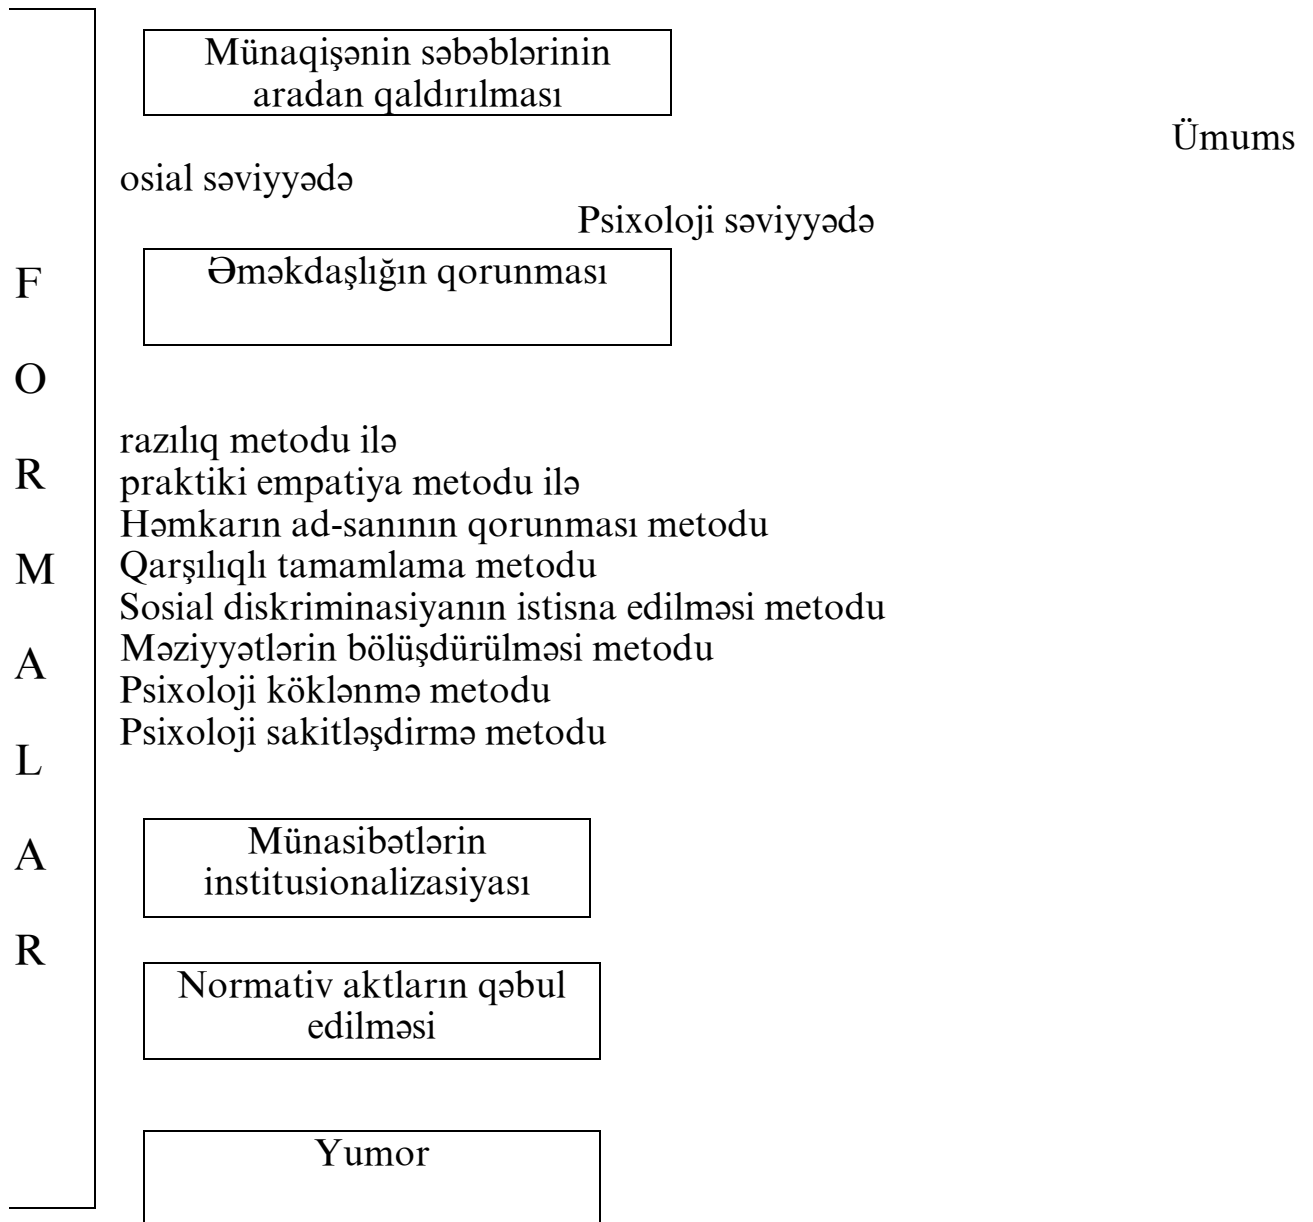 F
O
R
M
A
L
A
R
Münaqişənin səbəblərinin
aradan qaldırılması
Ümums
osial səviyyədə
Psixoloji səviyyədə
Əməkdaşlığın qorunması
razılıq metodu ilə
praktiki empatiya metodu ilə
Həmkarın ad-sanının qorunması metodu
Qarşılıqlı tamamlama metodu
Sosial diskriminasiyanın istisna edilməsi metodu
Məziyyətlərin bölüşdürülməsi metodu
Psixoloji köklənmə metodu
Psixoloji sakitləşdirmə metodu
Münasibətlərin
institusionalizasiyası
Normativ aktların qəbul
edilməsi
Yumor